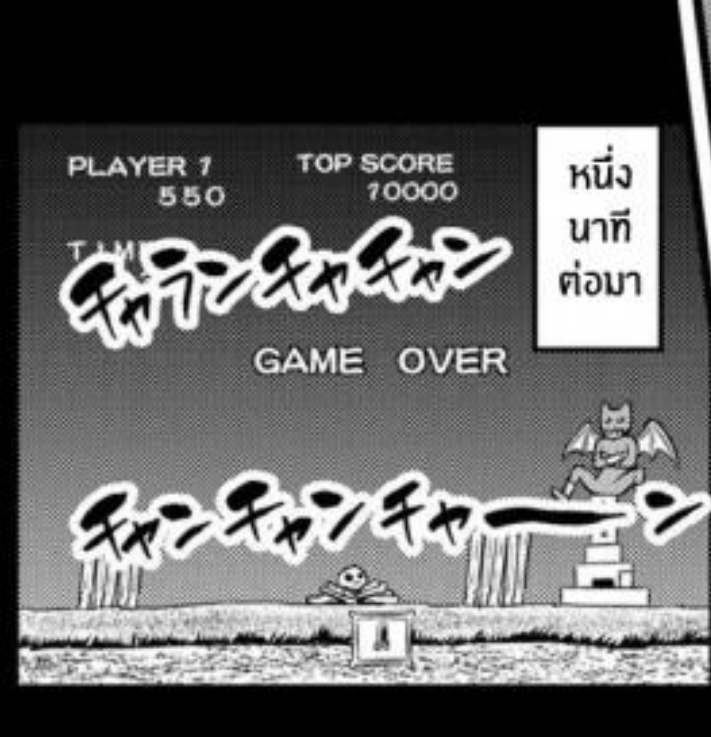 PLAYER 1
550
TOP SCORE
10000
หนึ่ง
นาที
ต่อมา
チャランチャチャン
GAME OVER
チャンチャンチャーン